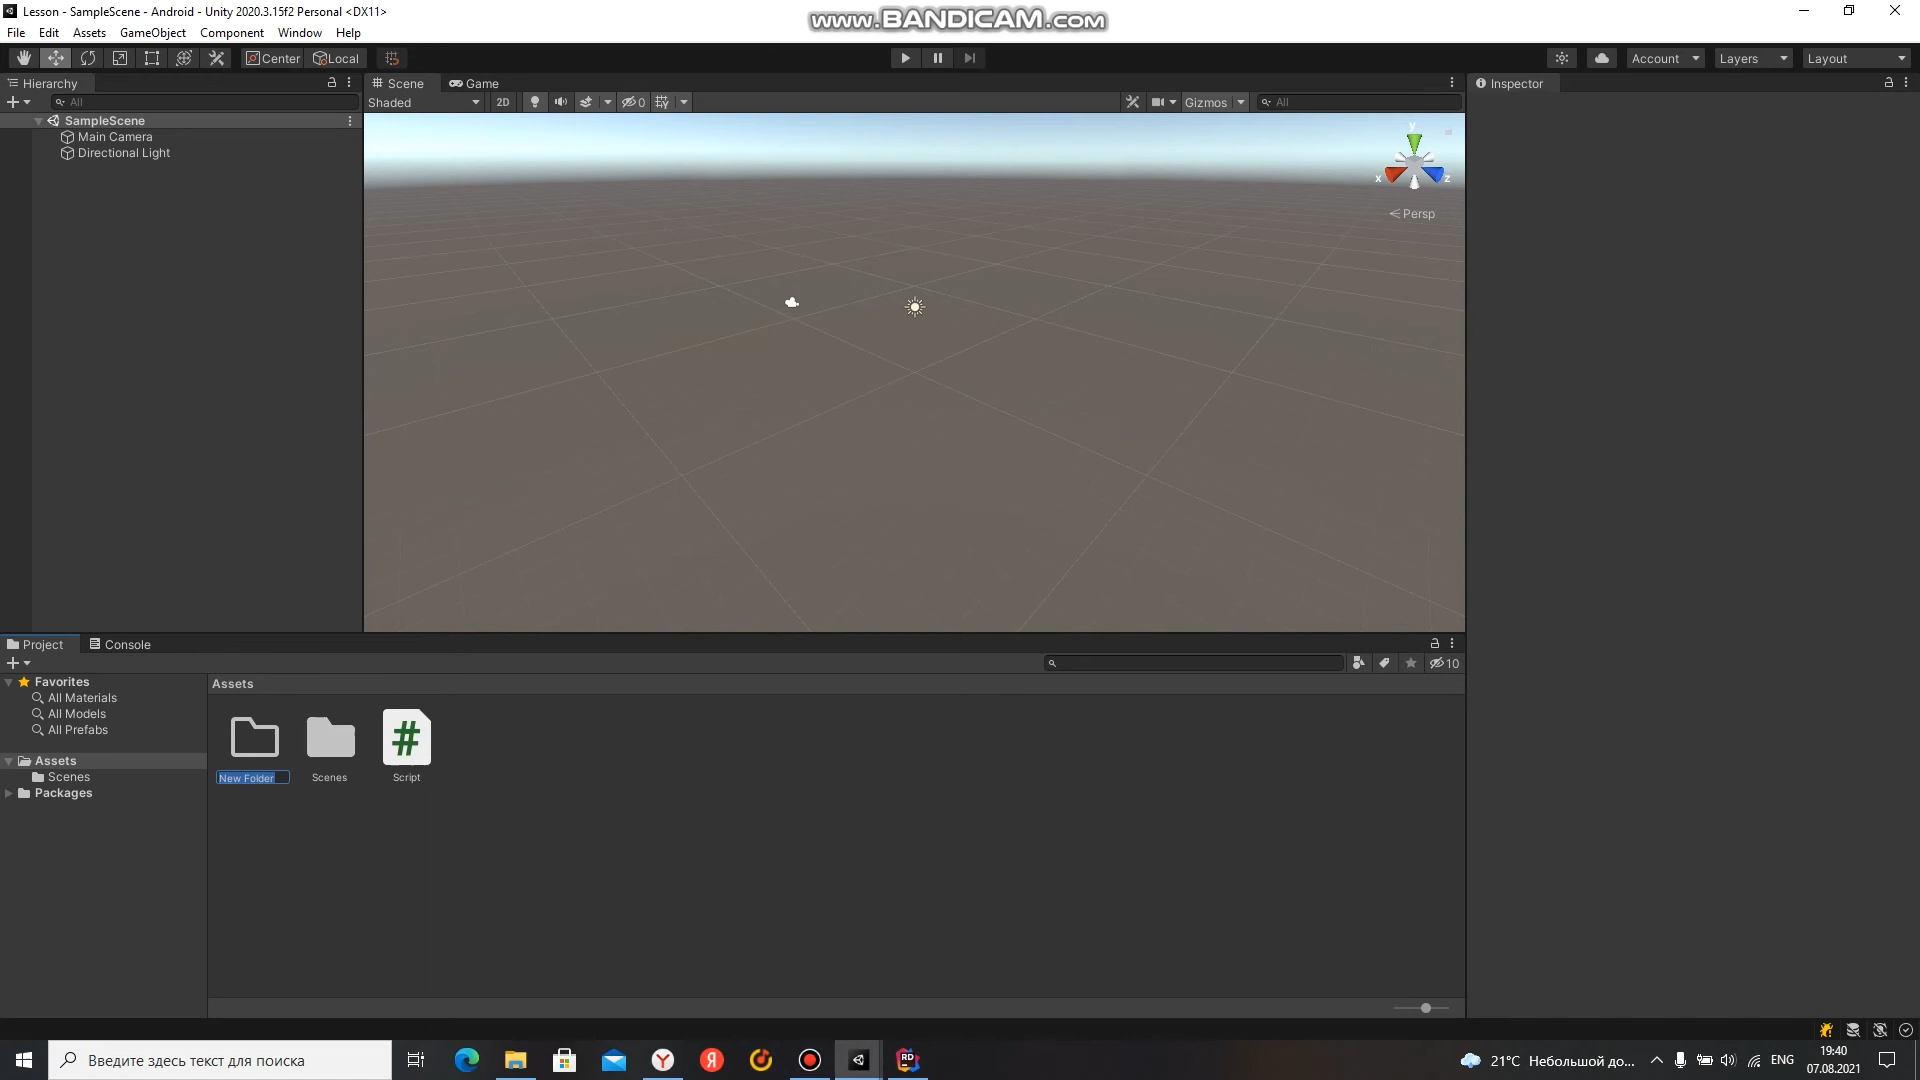 Lesson - SampleScene - Android - Unity 2020.3.15f2 Personal <DX11>
www.BANDICAM.com
File Edit Assets GameObject Component Window Help
Center Local Account Layers Layout
Hierarchy Scene Game Inspector
All Shaded 2D 0 Gizmos All
SampleScene
Main Camera
Directional Light
y
x z
Persp
Project Console
10
Favorites
All Materials
All Models
All Prefabs
Assets
Scenes
Packages
Assets
#
New Folder Scenes Script
Введите здесь текст для поиска
Я
RD
21°C Небольшой до...
ENG
19:40
07.08.2021